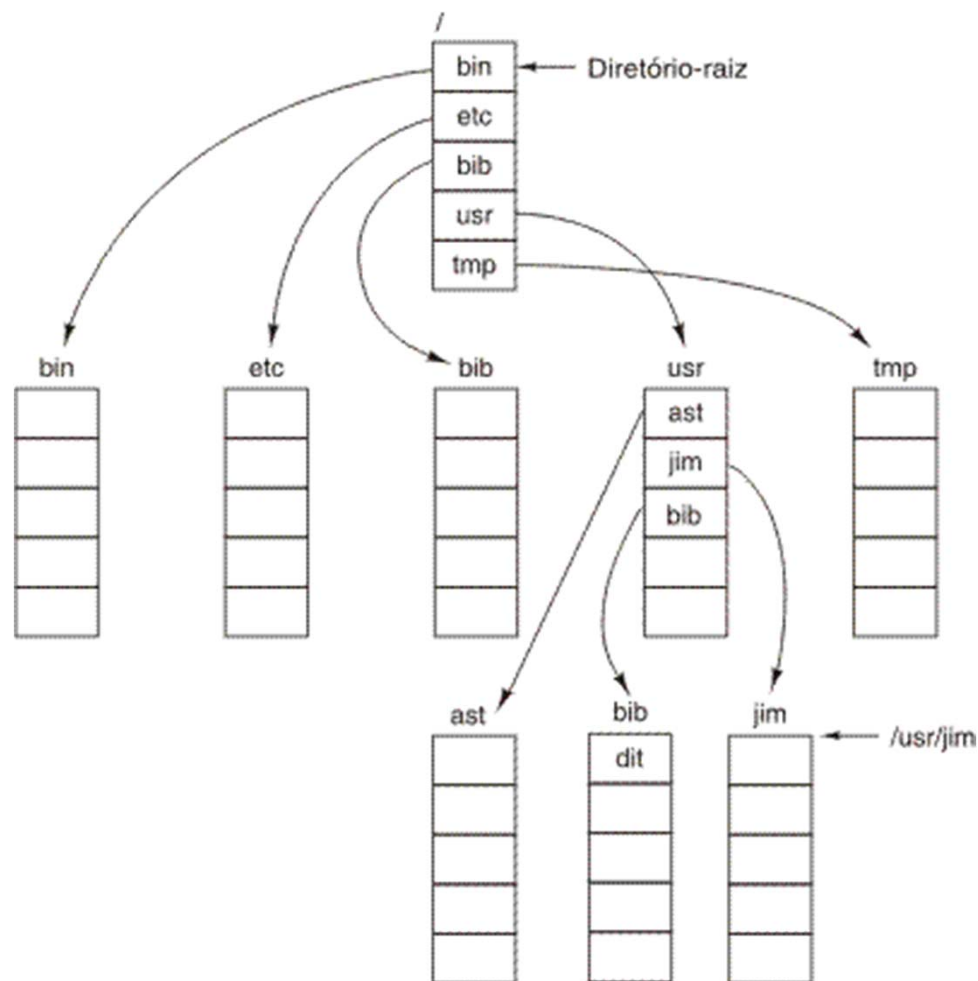 /
bin
Diretório-raiz
etc
bib
usr
tmp
bin
etc
bib
usr
tmp
ast
jim
bib
ast
bib
jim
/usr/jim
dit